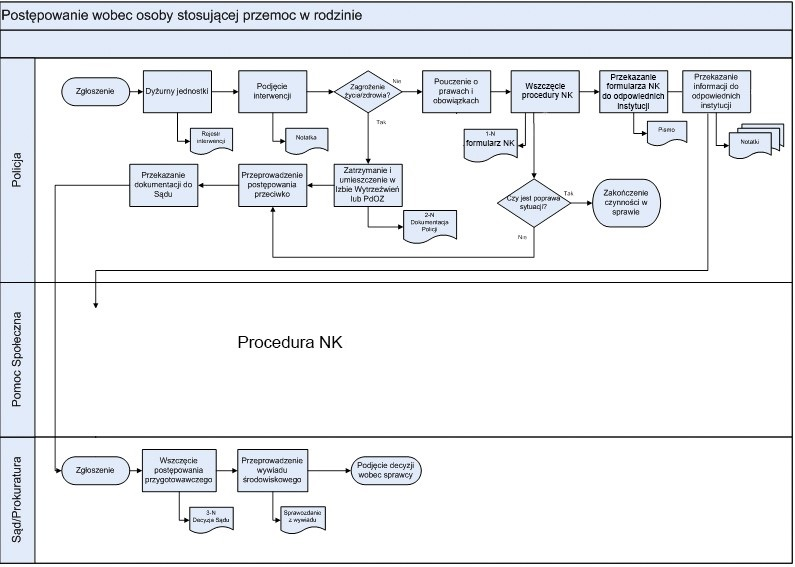 Postępowanie wobec osoby stosującej przemoc w rodzinie
Policja
Zgłoszenie
Dyżurny jednostki
Rejestr
interwencji
Podjęcie
interwencji
Notatka
Zagrożenie
życia/zdrowia?
Nie
Tak
Pouczenie o
prawach i
obowiązkach
Wszczęcie
procedury NK
1-N
formularz NK
Przekazanie
formularza NK
do odpowiednich
Instytucji
Pismo
Przekazanie
informacji do
odpowiednich
instytucji
Notatki
Przekazanie
dokumentacji do
Sądu
Przeprowadzenie
postępowania
przeciwko
Zatrzymanie i
umieszczenie w
Izbie Wytrzeźwień
lub PdOZ
2-N
Dokumentacja
Policji
Czy jest poprawa
sytuacji?
Tak
Nie
Zakończenie
czynności w
sprawie
Pomoc Społeczna
Procedura NK
Sąd/Prokuratura
Zgłoszenie
Wszczęcie
postępowania
przygotowawczego
3-N
Decyzja Sądu
Przeprowadzenie
wywiadu
środowiskowego
Sprawozdanie
z wywiadu
Podjęcie decyzji
wobec sprawcy